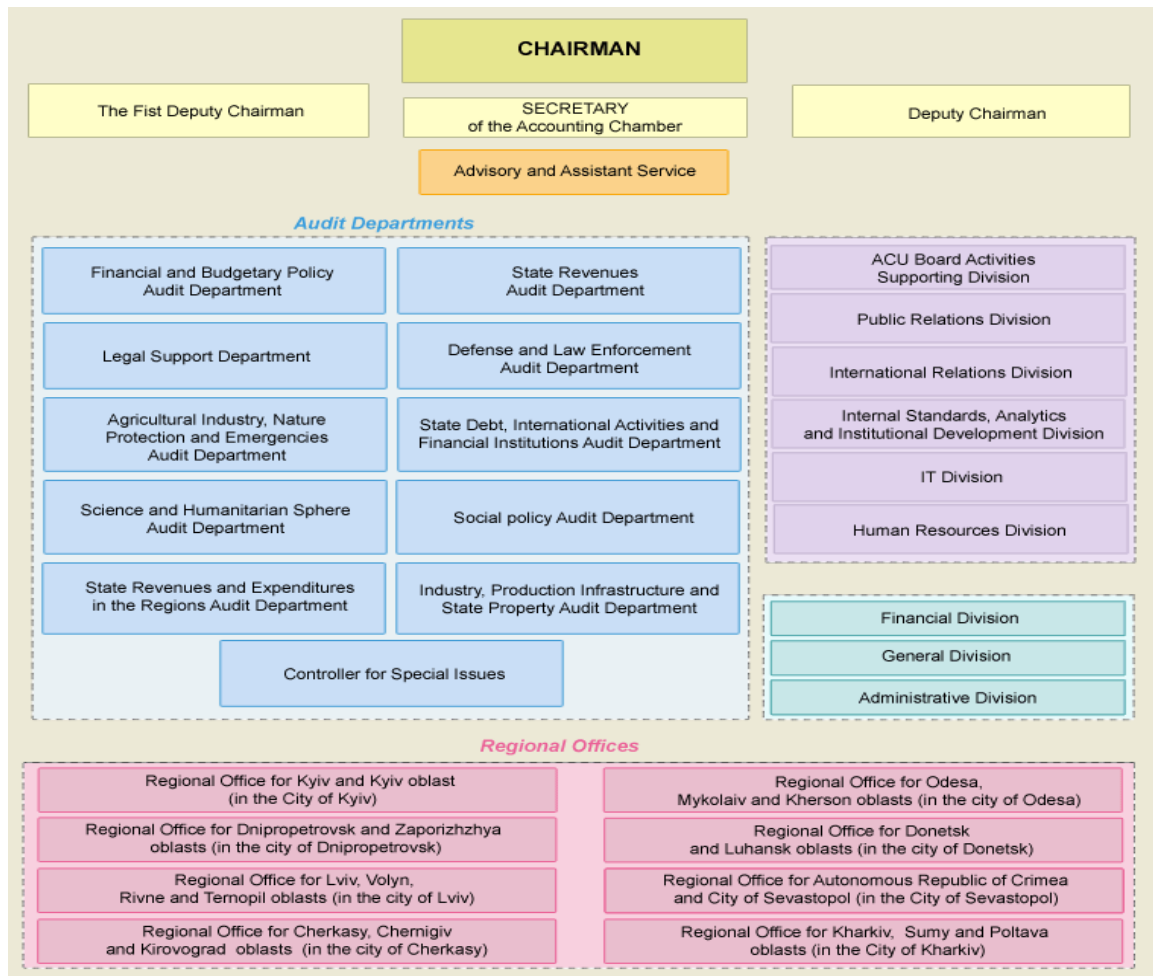 CHAIRMAN
The Fist Deputy Chairman
SECRETARY
of the Accounting Chamber
Deputy Chairman
Advisory and Assistant Service
Audit Departments
Financial and Budgetary Policy
Audit Department
State Revenues
Audit Department
Legal Support Department
Defense and Law Enforcement
Audit Department
Agricultural Industry, Nature
Protection and Emergencies
Audit Department
State Debt, International Activities and
Financial Institutions Audit Department
Science and Humanitarian Sphere
Audit Department
Social policy Audit Department
State Revenues and Expenditures
in the Regions Audit Department
Industry, Production Infrastructure and
State Property Audit Department
Controller for Special Issues
ACU Board Activities
Supporting Division
Public Relations Division
International Relations Division
Internal Standards, Analytics
and Institutional Development Division
IT Division
Human Resources Division
Financial Division
General Division
Administrative Division
Regional Offices
Regional Office for Kyiv and Kyiv oblast
(in the City of Kyiv)
Regional Office for Odesa,
Mykolaiv and Kherson oblasts (in the city of Odesa)
Regional Office for Dnipropetrovsk and Zaporizhzhya
oblasts (in the city of Dnipropetrovsk)
Regional Office for Donetsk
and Luhansk oblasts (in the city of Donetsk)
Regional Office for Lviv, Volyn,
Rivne and Ternopil oblasts (in the city of Lviv)
Regional Office for Autonomous Republic of Crimea
and City of Sevastopol (in the City of Sevastopol)
Regional Office for Cherkasy, Chernigiv
and Kirovograd oblasts (in the city of Cherkasy)
Regional Office for Kharkiv, Sumy and Poltava
oblasts (in the City of Kharkiv)